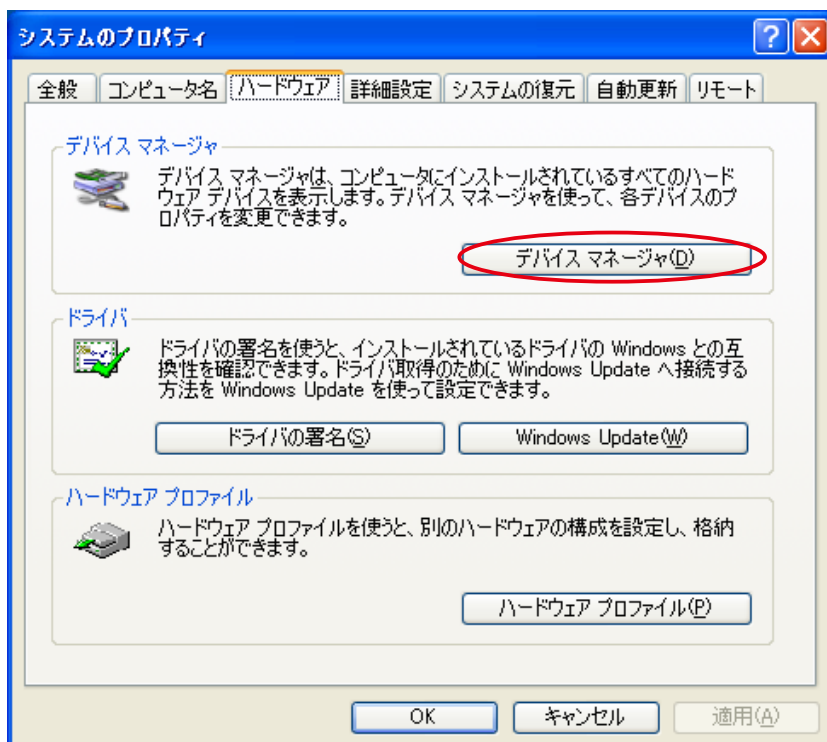 システムのプロパティ
全般 コンピュータ名 ハードウェア 詳細設定 システムの復元 自動更新 リモート
デバイス マネージャ
デバイス マネージャは、コンピュータにインストールされているすべてのハード
ウェア デバイスを表示します。デバイス マネージャを使って、各デバイスのプ
ロパティを変更できます。
デバイス マネージャ(D)
ドライバ
ドライバの署名を使うと、インストールされているドライバの Windows との互
換性を確認できます。ドライバ取得のために Windows Update へ接続する
方法を Windows Update を使って設定できます。
ドライバの署名(S) Windows Update(W)
ハードウェア プロファイル
ハードウェア プロファイルを使うと、別のハードウェアの構成を設定し、格納
することができます。
ハードウェア プロファイル(P)
OK キャンセル 適用(A)